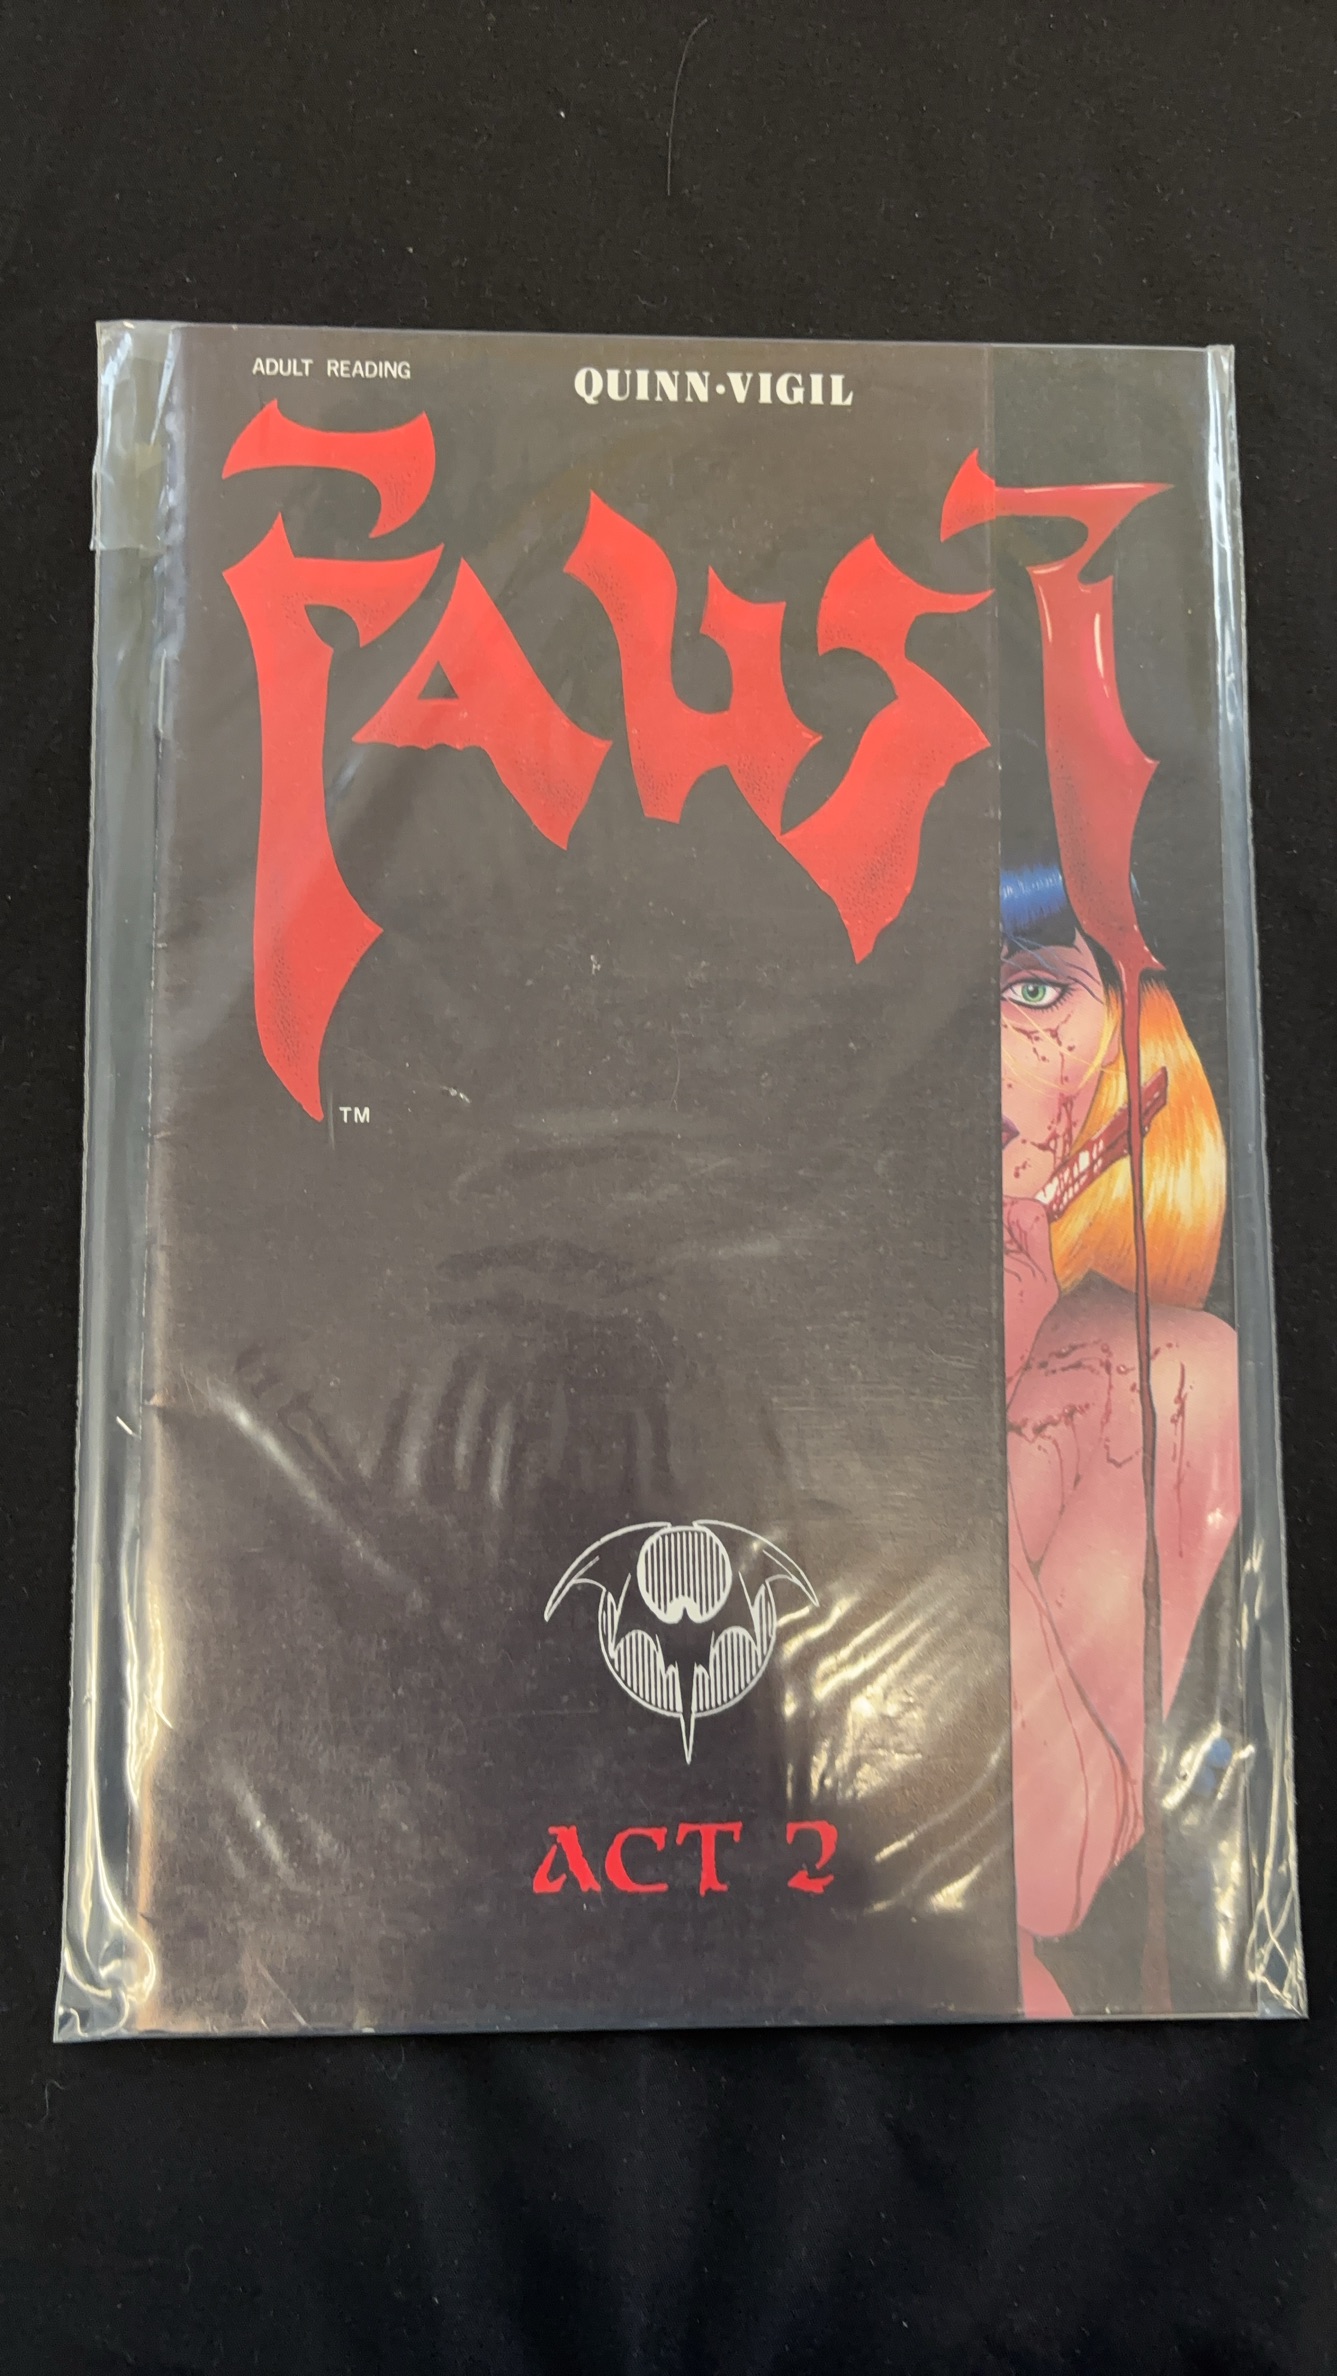 ADULT READING
QUINN•VIGIL
FAUST
TM
ACT 2